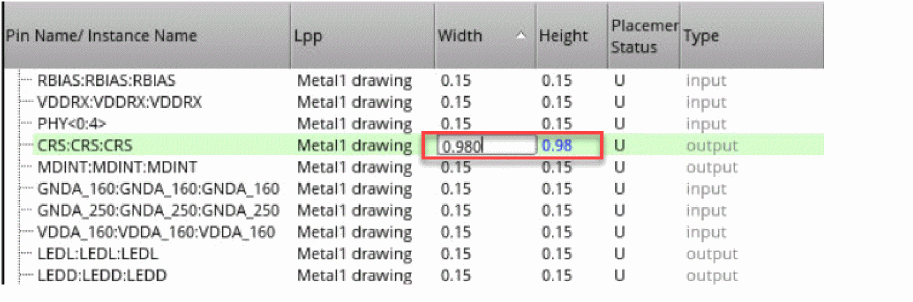 Pin Name/ Instance Name Lpp Width Height Placemer Status Type
RBIAS:RBIAS:RBIAS Metal1 drawing 0.15 0.15 U input
VDDRX:VDDRX:VDDRX Metal1 drawing 0.15 0.15 U input
PHY<0:4> Metal1 drawing 0.15 0.15 U input
CRS:CRS:CRS Metal1 drawing 0.980 0.98 U output
MDINT:MDINT:MDINT Metal1 drawing 0.15 0.15 U output
GNDA_160:GNDA_160:GNDA_160 Metal1 drawing 0.15 0.15 U input
GNDA_250:GNDA_250:GNDA_250 Metal1 drawing 0.15 0.15 U input
VDDA_160:VDDA_160:VDDA_160 Metal1 drawing 0.15 0.15 U input
LEDL:LEDL:LEDL Metal1 drawing 0.15 0.15 U output
LEDD:LEDD:LEDD Metal1 drawing 0.15 0.15 U output